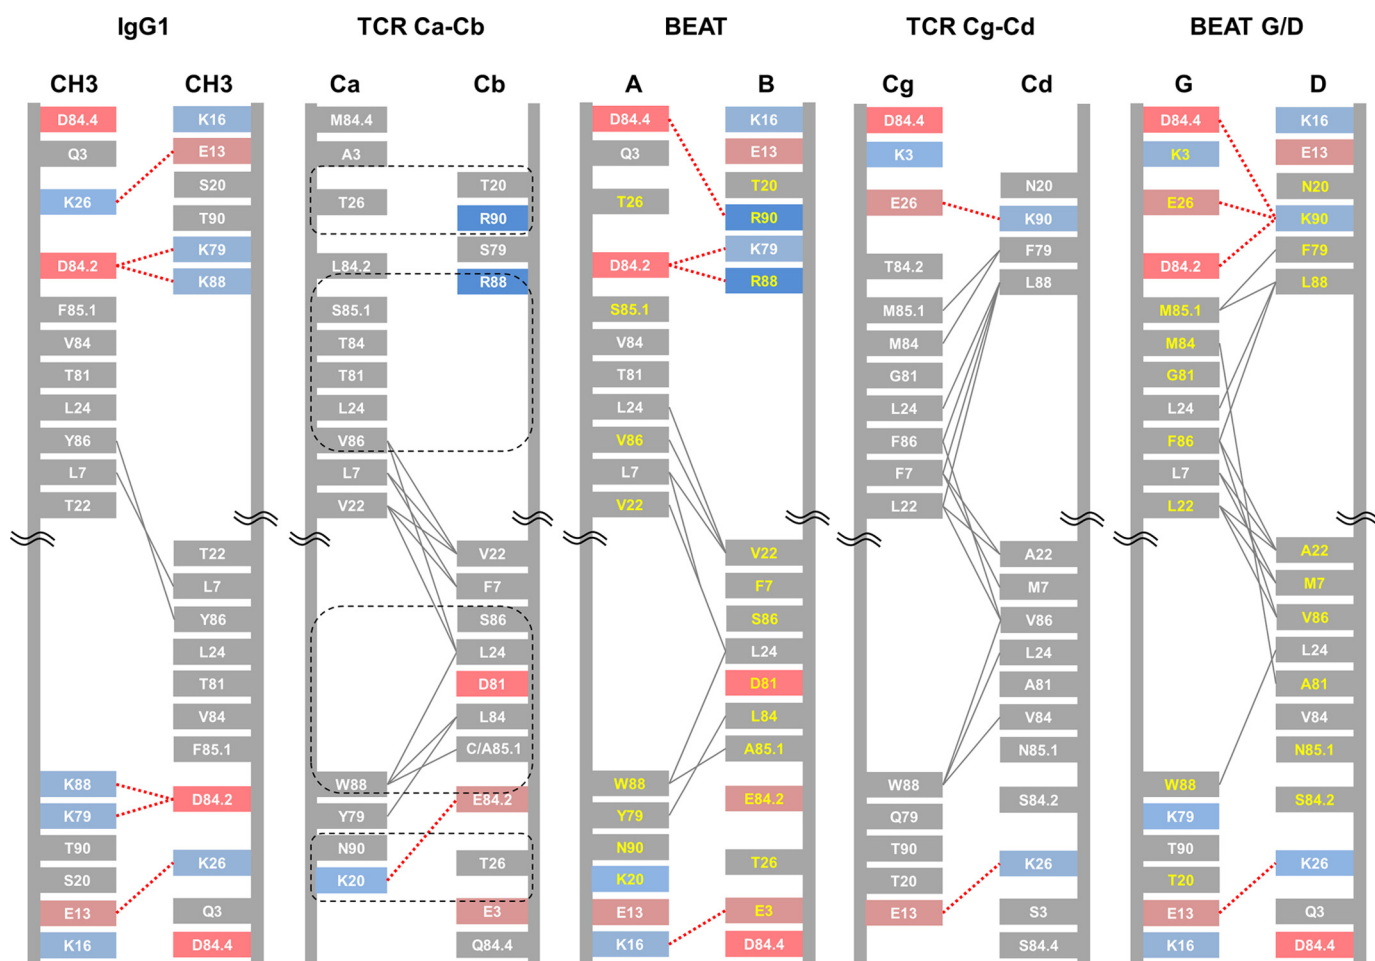 IgG1 TCR Ca-Cb BEAT TCR Cg-Cd BEAT G/D
CH3 CH3 Ca Cb A B Cg Cd G D
D84.4 K16 M84.4 D84.4 K16 D84.4 D84.4 K16
Q3 E13 A3 Q3 E13 K3 K3 E13
S20 T20 T20 N20 N20
K26 T26 T26 E26 E26
T90 R90 R90 K90 K90
K79 S79 K79 F79 F79
D84.2 L84.2 D84.2 T84.2 D84.2
K88 R88 R88 L88 L88
F85.1 S85.1 S85.1 M85.1 M85.1
V84 T84 V84 M84 M84
T81 T81 T81 G81 G81
L24 L24 L24 L24 L24
Y86 V86 V86 F86 F86
L7 L7 L7 F7 L7
T22 V22 V22 L22 L22
T22 V22 V22 A22 A22
L7 F7 F7 M7 M7
Y86 S86 S86 V86 V86
L24 L24 L24 L24 L24
T81 D81 D81 A81 A81
V84 L84 L84 V84 V84
F85.1 C/A85.1 A85.1 N85.1 N85.1
K88 W88 W88 W88 W88
D84.2 E84.2 E84.2 S84.2 S84.2
K79 Y79 Y79 Q79 K79
T90 N90 N90 T90 T90
K26 T26 T26 K26 K26
S20 K20 K20 T20 T20
E13 Q3 E3 E13 E3 E13 S3 E13 Q3
K16 D84.4 Q84.4 K16 D84.4 S84.4 K16 D84.4